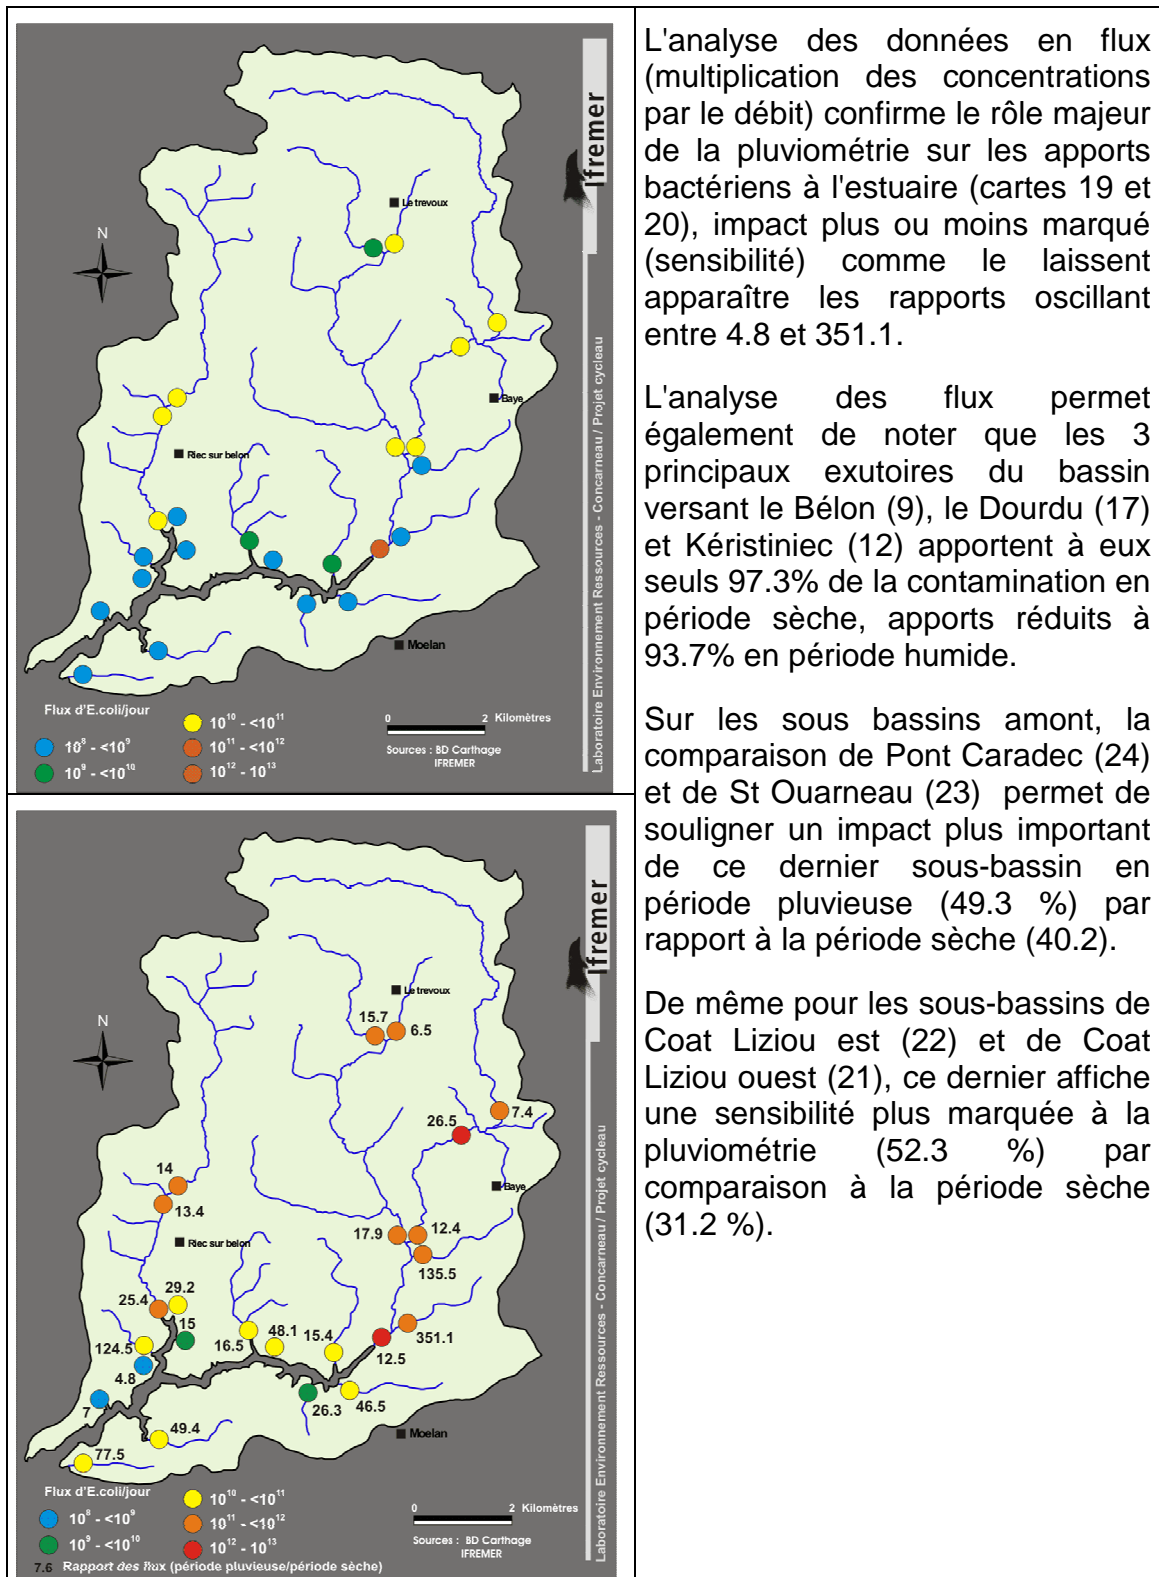 N
Le trevoux
Baye
Riec sur belon
Moelan
Flux d'E.coli/jour
10⁸ - <10⁹
10⁹ - <10¹⁰
10¹⁰ - <10¹¹
10¹¹ - <10¹²
10¹² - 10¹³
0 2 Kilomètres
Sources : BD Carthage
IFREMER
Ifremer
Laboratoire Environnement Ressources - Concarneau / Projet cycleau
N
Le trevoux
15.7
6.5
7.4
26.5
Baye
14
13.4
Riec sur belon
17.9
12.4
135.5
29.2
25.4
15
124.5
4.8
7
16.5
48.1
15.4
351.1
12.5
26.3
46.5
49.4
77.5
Moelan
Flux d'E.coli/jour
10⁸ - <10⁹
10⁹ - <10¹⁰
10¹⁰ - <10¹¹
10¹¹ - <10¹²
10¹² - 10¹³
0 2 Kilomètres
Sources : BD Carthage
IFREMER
7.6 Rapport des flux (période pluvieuse/période sèche)
Ifremer
Laboratoire Environnement Ressources - Concarneau / Projet cycleau
L'analyse des données en flux
(multiplication des concentrations
par le débit) confirme le rôle majeur
de la pluviométrie sur les apports
bactériens à l'estuaire (cartes 19 et
20), impact plus ou moins marqué
(sensibilité) comme le laissent
apparaître les rapports oscillant
entre 4.8 et 351.1.
L'analyse des flux permet
également de noter que les 3
principaux exutoires du bassin
versant le Bélon (9), le Dourdu (17)
et Kéristiniec (12) apportent à eux
seuls 97.3% de la contamination en
période sèche, apports réduits à
93.7% en période humide.
Sur les sous bassins amont, la
comparaison de Pont Caradec (24)
et de St Ouarneau (23) permet de
souligner un impact plus important
de ce dernier sous-bassin en
période pluvieuse (49.3 %) par
rapport à la période sèche (40.2).
De même pour les sous-bassins de
Coat Liziou est (22) et de Coat
Liziou ouest (21), ce dernier affiche
une sensibilité plus marquée à la
pluviométrie (52.3 %) par
comparaison à la période sèche
(31.2 %).